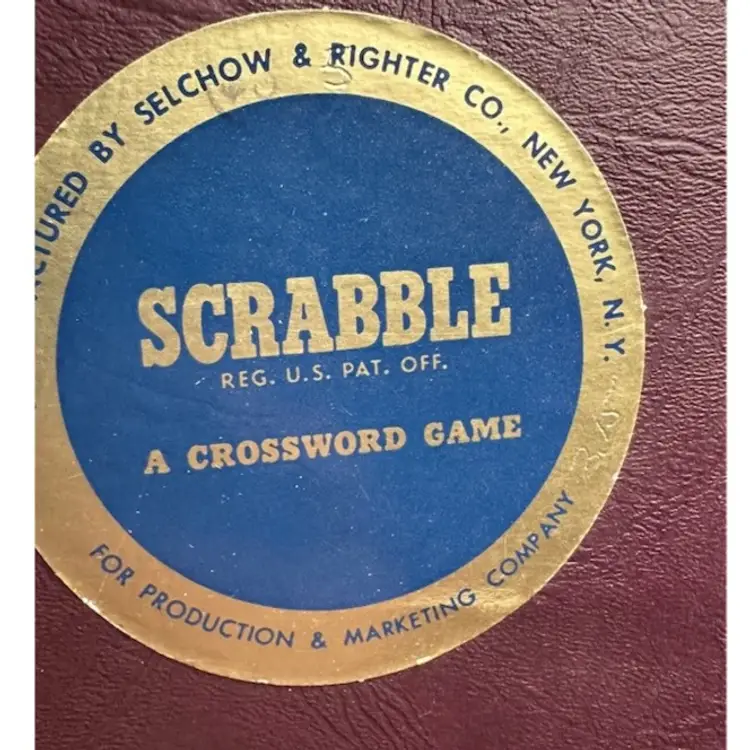 CTURED BY SELCHOW & RIGHTER CO., NEW YORK, N.Y.
SCRABBLE
REG. U.S. PAT. OFF.
A CROSSWORD GAME
FOR PRODUCTION & MARKETING COMPANY